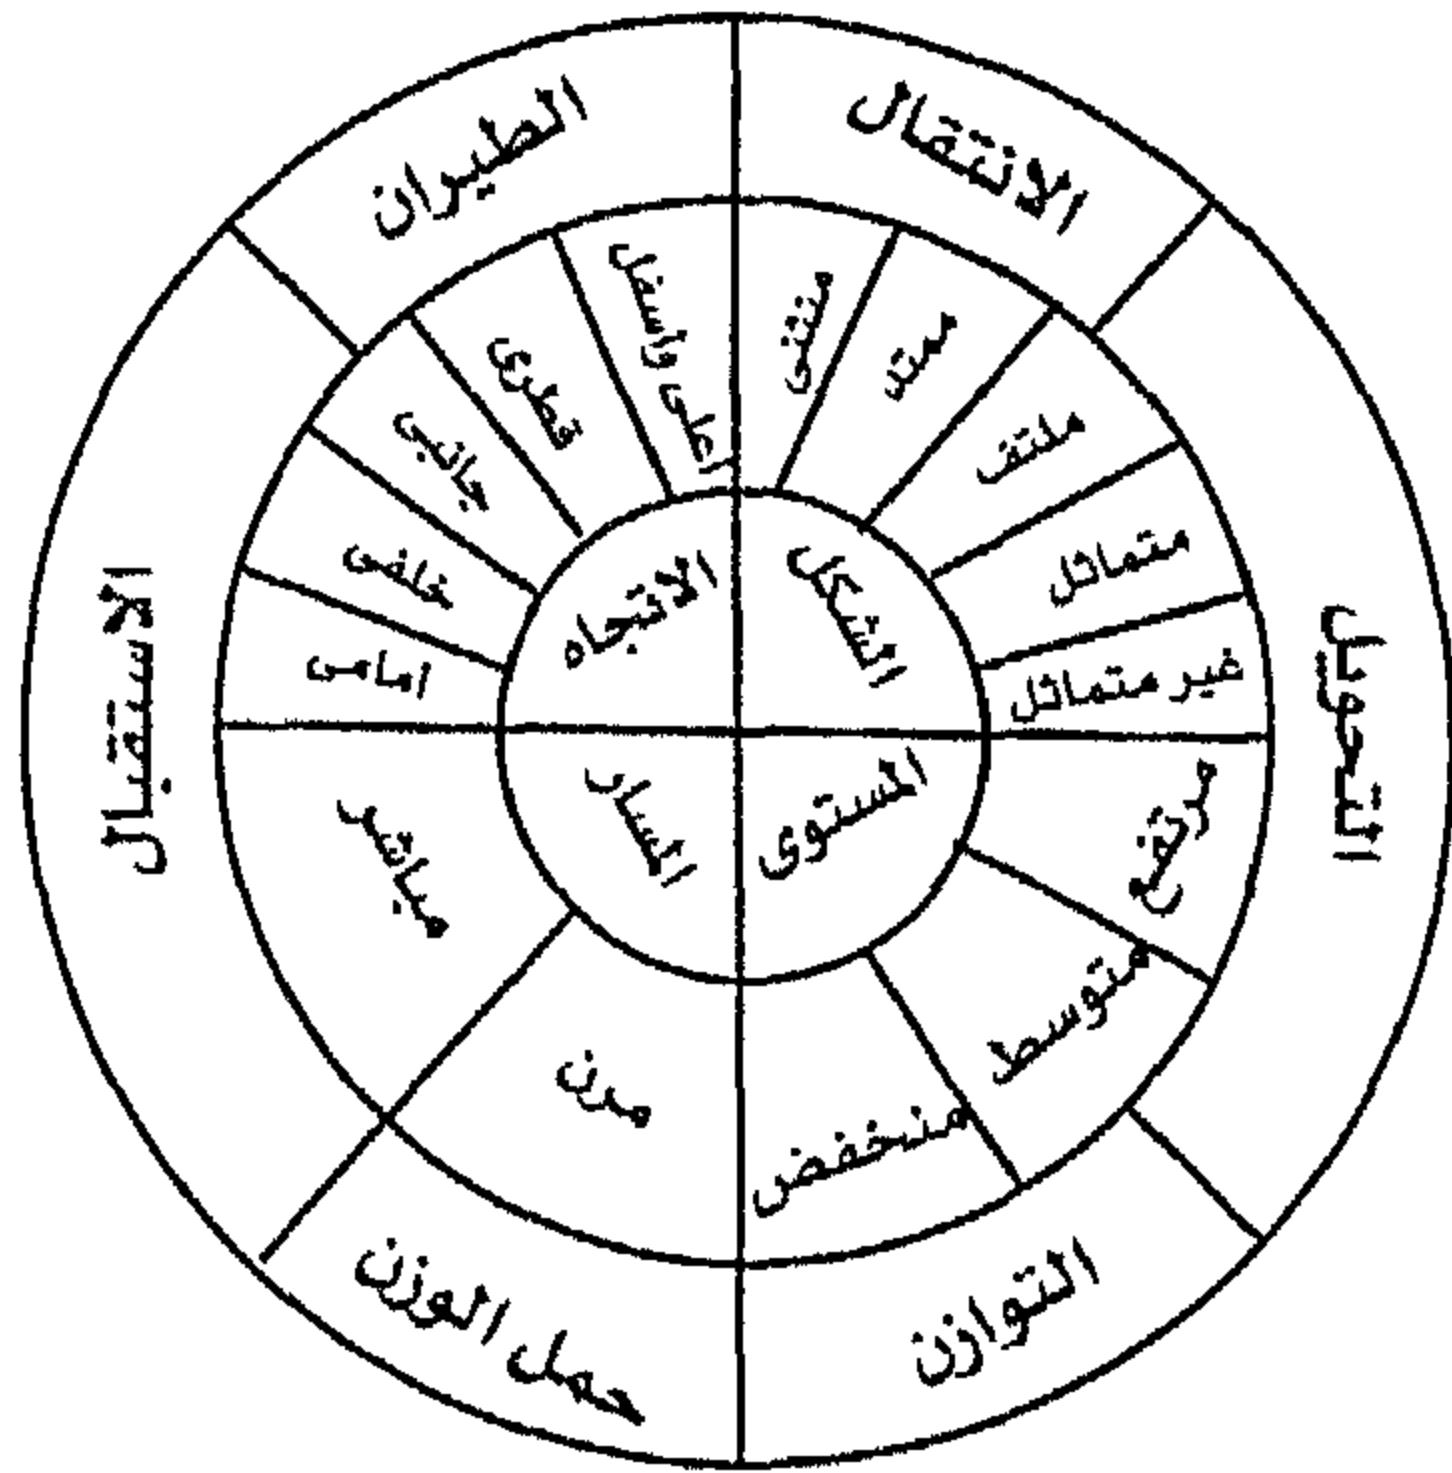 الانتقال
التحويل
التوازن
حمل الوزن
الاستقبال
الطيران
منثنى
ممتد
ملتف
متماثل
غير متماثل
مرتفع
متوسط
منخفض
مرن
مباشر
امامى
خلفى
جانبى
قطرى
اعلى وأسفل
الشكل
المستوى
المسار
الاتجاه